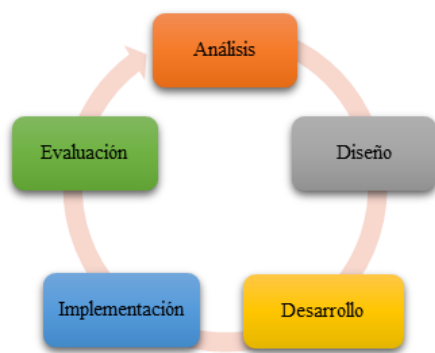 Análisis
Diseño
Desarrollo
Implementación
Evaluación